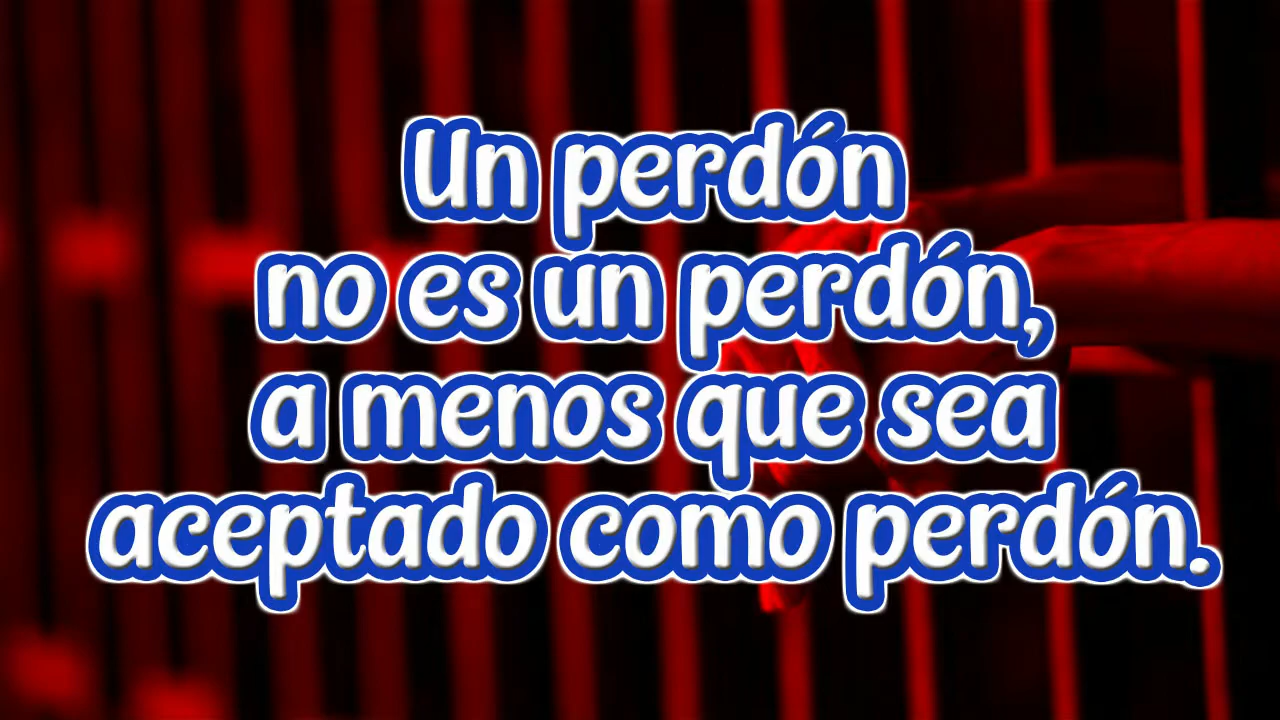 Un perdón
no es un perdón,
a menos que sea
aceptado como perdón.